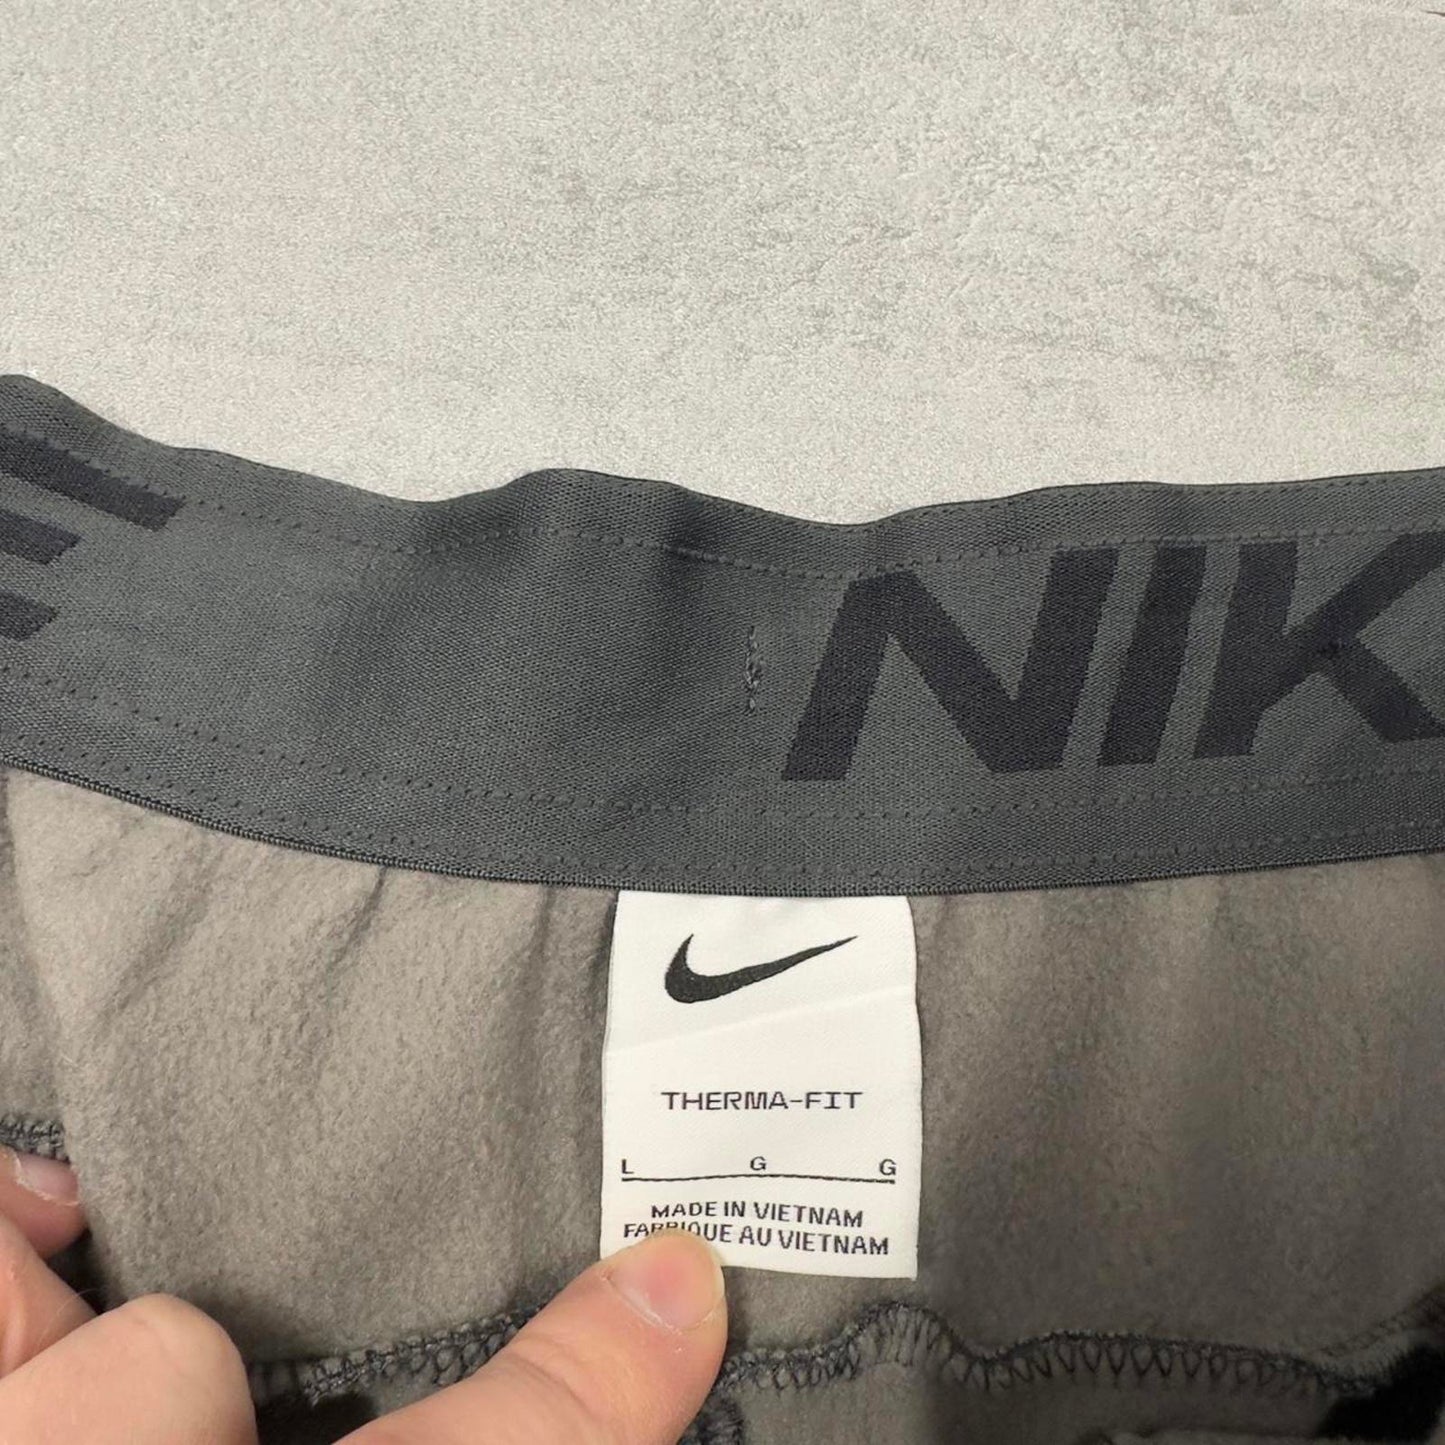 E NIK
THERMA-FIT
L G G
MADE IN VIETNAM
FABRIQUE AU VIETNAM